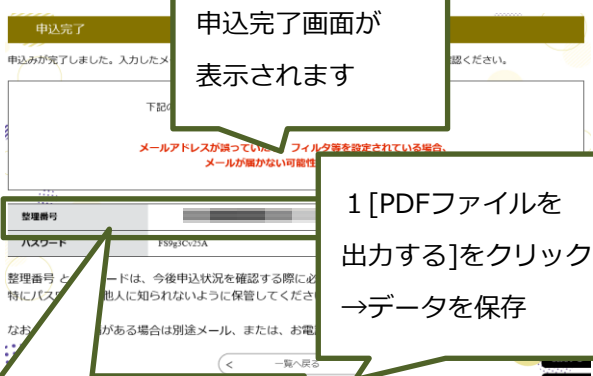 申込完了
申込完了画面が
表示されます
申込みが完了しました。入力したメ
認ください。
下記の
メールアドレスが誤ってい
フィルタ等を設定されている場合、
メールが届かない可能性
整理番号
パスワード FS9g3Cv25A
1[PDFファイルを
出力する]をクリック
→データを保存
整理番号 と
ードは、今後申込状況を確認する際に必
特にパス
他人に知られないように保管してくださ
なお
がある場合は別途メール、または、お電
< 一覧へ戻る